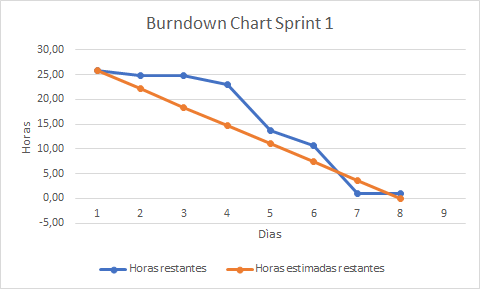 Burndown Chart Sprint 1
30,00
25,00
20,00
15,00
10,00
5,00
0,00
-5,00
Horas
1 2 3 4 5 6 7 8 9
Dìas
Horas restantes Horas estimadas restantes